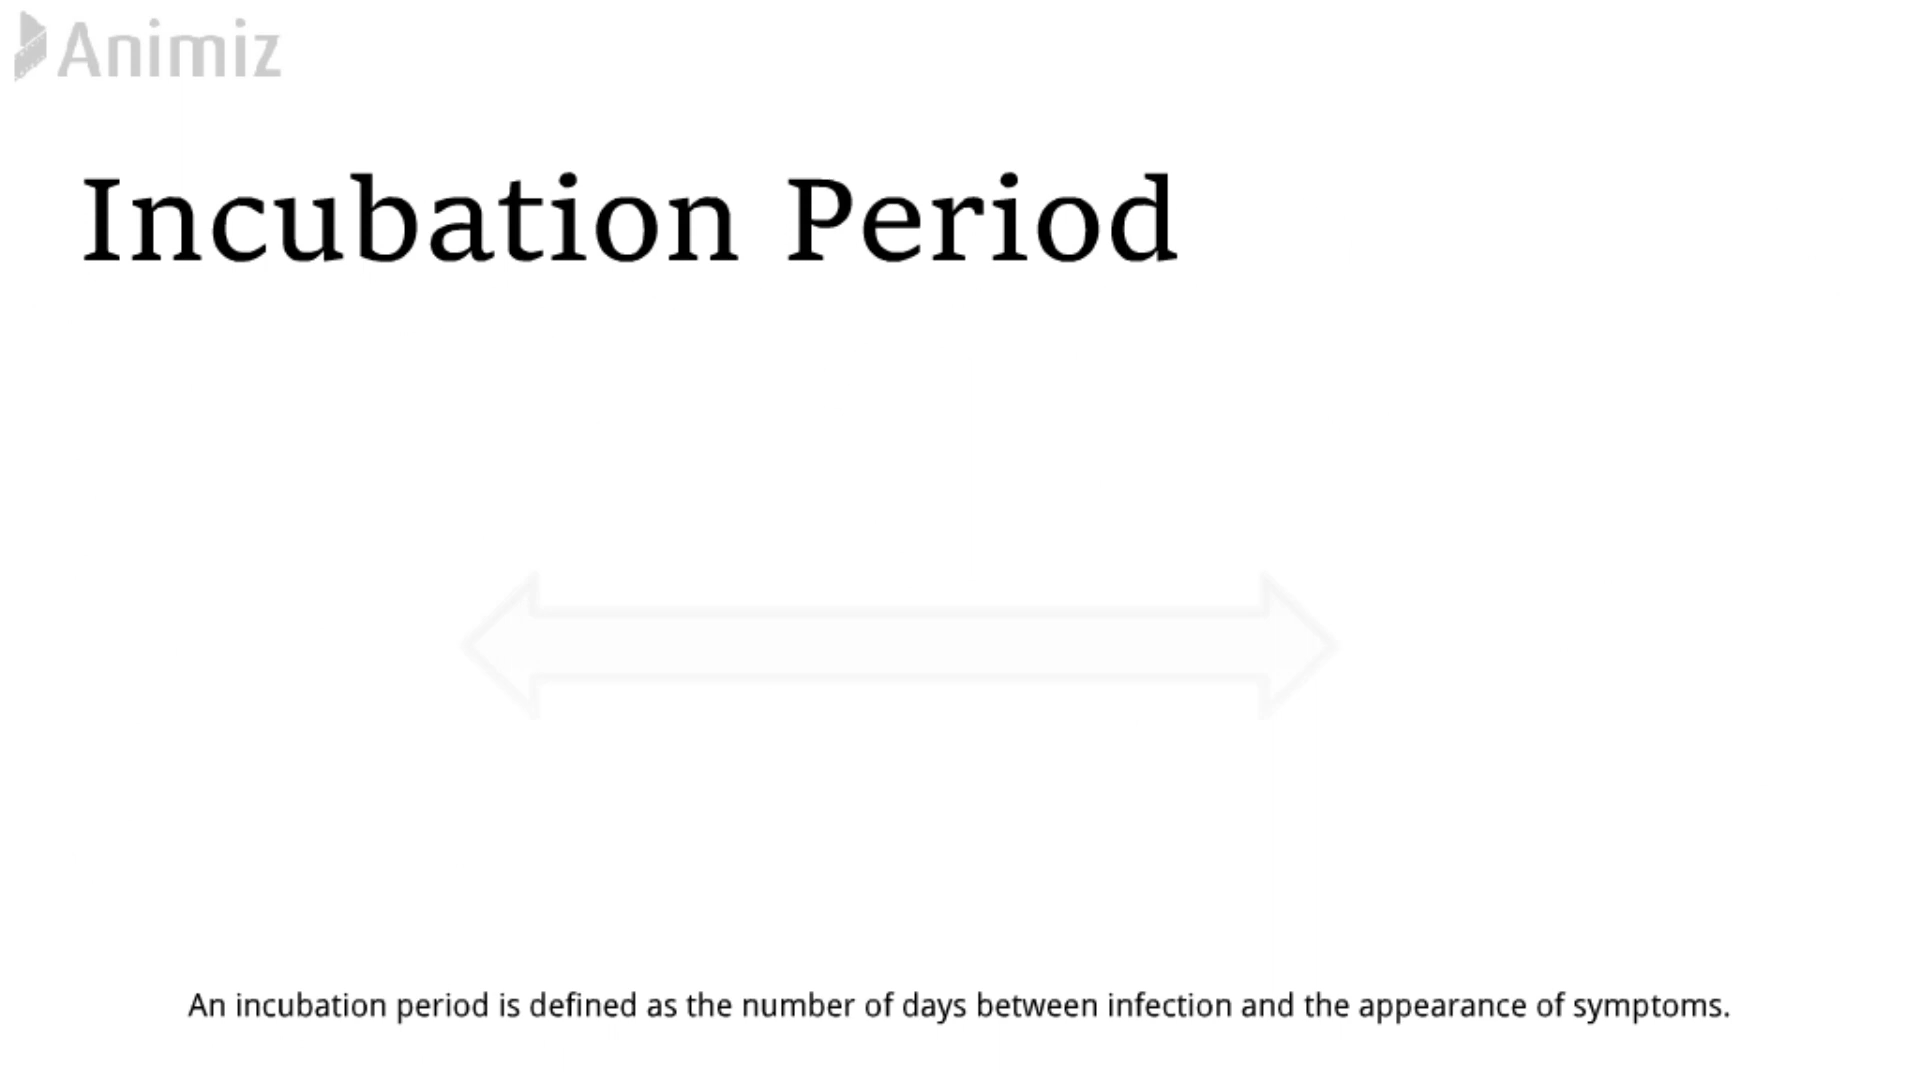 Animiz
Incubation Period
An incubation period is defined as the number of days between infection and the appearance of symptoms.